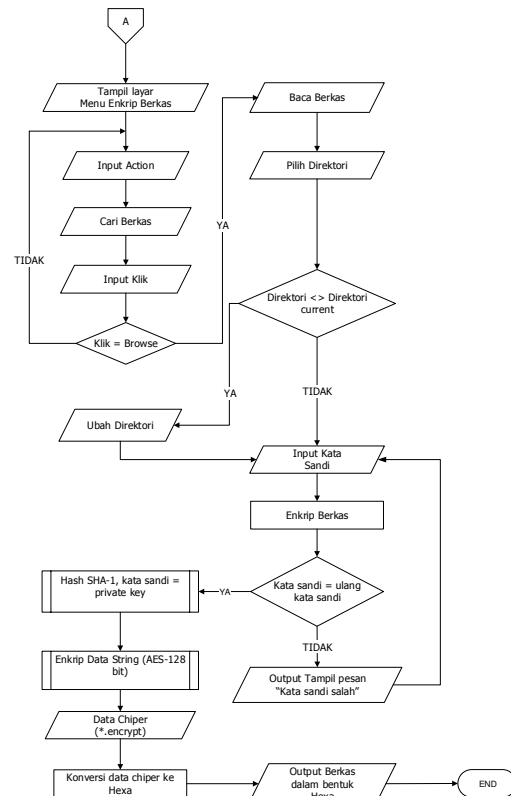 A
Tampil layar
Menu Enkrip Berkas
Input Action
Cari Berkas
Input Klik
Klik = Browse
TIDAK
YA
Baca Berkas
Pilih Direktori
Direktori <> Direktori
current
YA
TIDAK
Ubah Direktori
Input Kata
Sandi
Enkrip Berkas
Kata sandi = ulang
kata sandi
YA
TIDAK
Output Tampil pesan
“Kata sandi salah”
Hash SHA-1, kata sandi =
private key
Enkrip Data String (AES-128
bit)
Data Chiper
(*.encrypt)
Konversi data chiper ke
Hexa
Output Berkas
dalam bentuk
Hexa
END